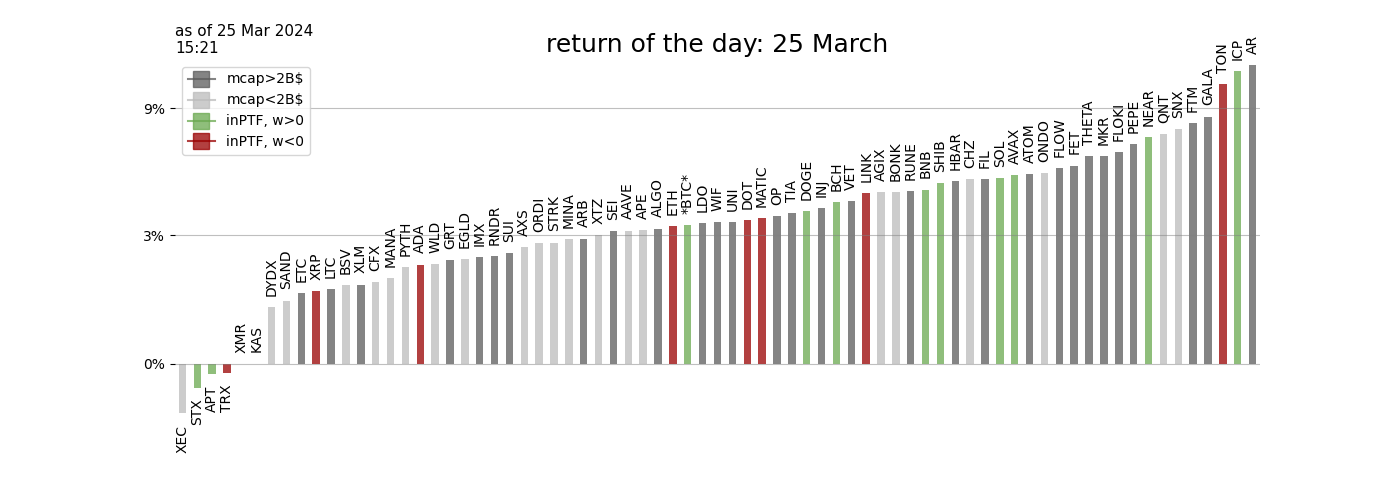 as of 25 Mar 2024
15:21
return of the day: 25 March
mcap>2B$
mcap<2B$
inPTF, w>0
inPTF, w<0
9%
3%
0%
XEC
STX
APT
TRX
XMR
KAS
DYDX
SAND
ETC
XRP
LTC
BSV
XLM
CFX
MANA
PYTH
ADA
WLD
GRT
EGLD
IMX
RNDR
SUI
AXS
ORDI
STRK
MINA
ARB
XTZ
SEI
AAVE
APE
ALGO
ETH
*BTC*
LDO
WIF
UNI
DOT
MATIC
OP
TIA
DOGE
INJ
BCH
VET
LINK
AGIX
BONK
RUNE
BNB
SHIB
HBAR
CHZ
FIL
SOL
AVAX
ATOM
ONDO
FLOW
FET
THETA
MKR
FLOKI
PEPE
NEAR
QNT
SNX
FTM
GALA
TON
ICP
AR